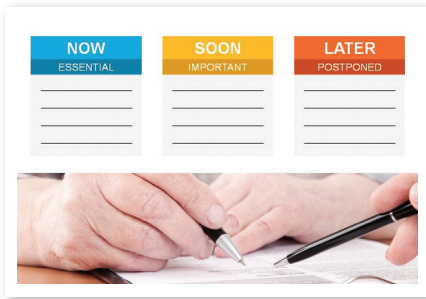 NOW
ESSENTIAL
SOON
IMPORTANT
LATER
POSTPONED